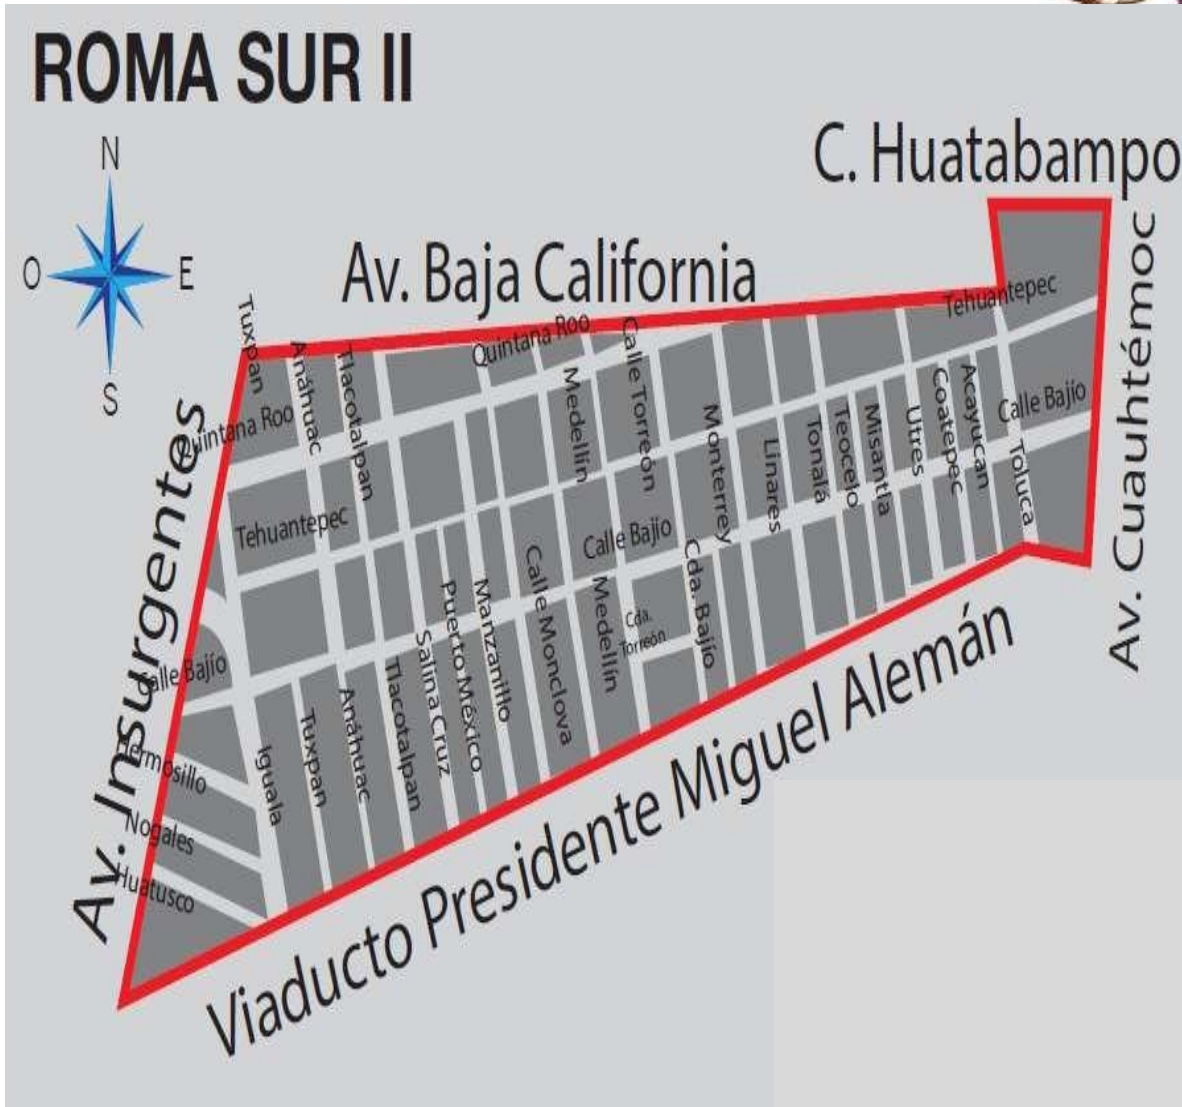 ROMA SUR II
N
O
E
S
C. Huatabampo
Av. Baja California
Av. Cuauhtémoc
Av. Insurgentes
Viaducto Presidente Miguel Alemán
Tehuantepec
Quintana Roo
Tuxpan
Anáhuac
Tlacotalpan
Quintana Roo
Calle Torreón
Medellín
Monterrey
Linares
Tonalá
Teocelo
Misantla
Utres
Coatepec
Acayucan
Calle Bajío
Toluca
Tehuantepec
Calle Bajío
Calle Monclova
Medellín
Cda.
Torreón
Cda. Bajío
Manzanillo
Puerto México
Salina Cruz
Tlacotalpan
Anáhuac
Tuxpan
Iguala
Calle Bajío
Hermosillo
Nogales
Huatusco